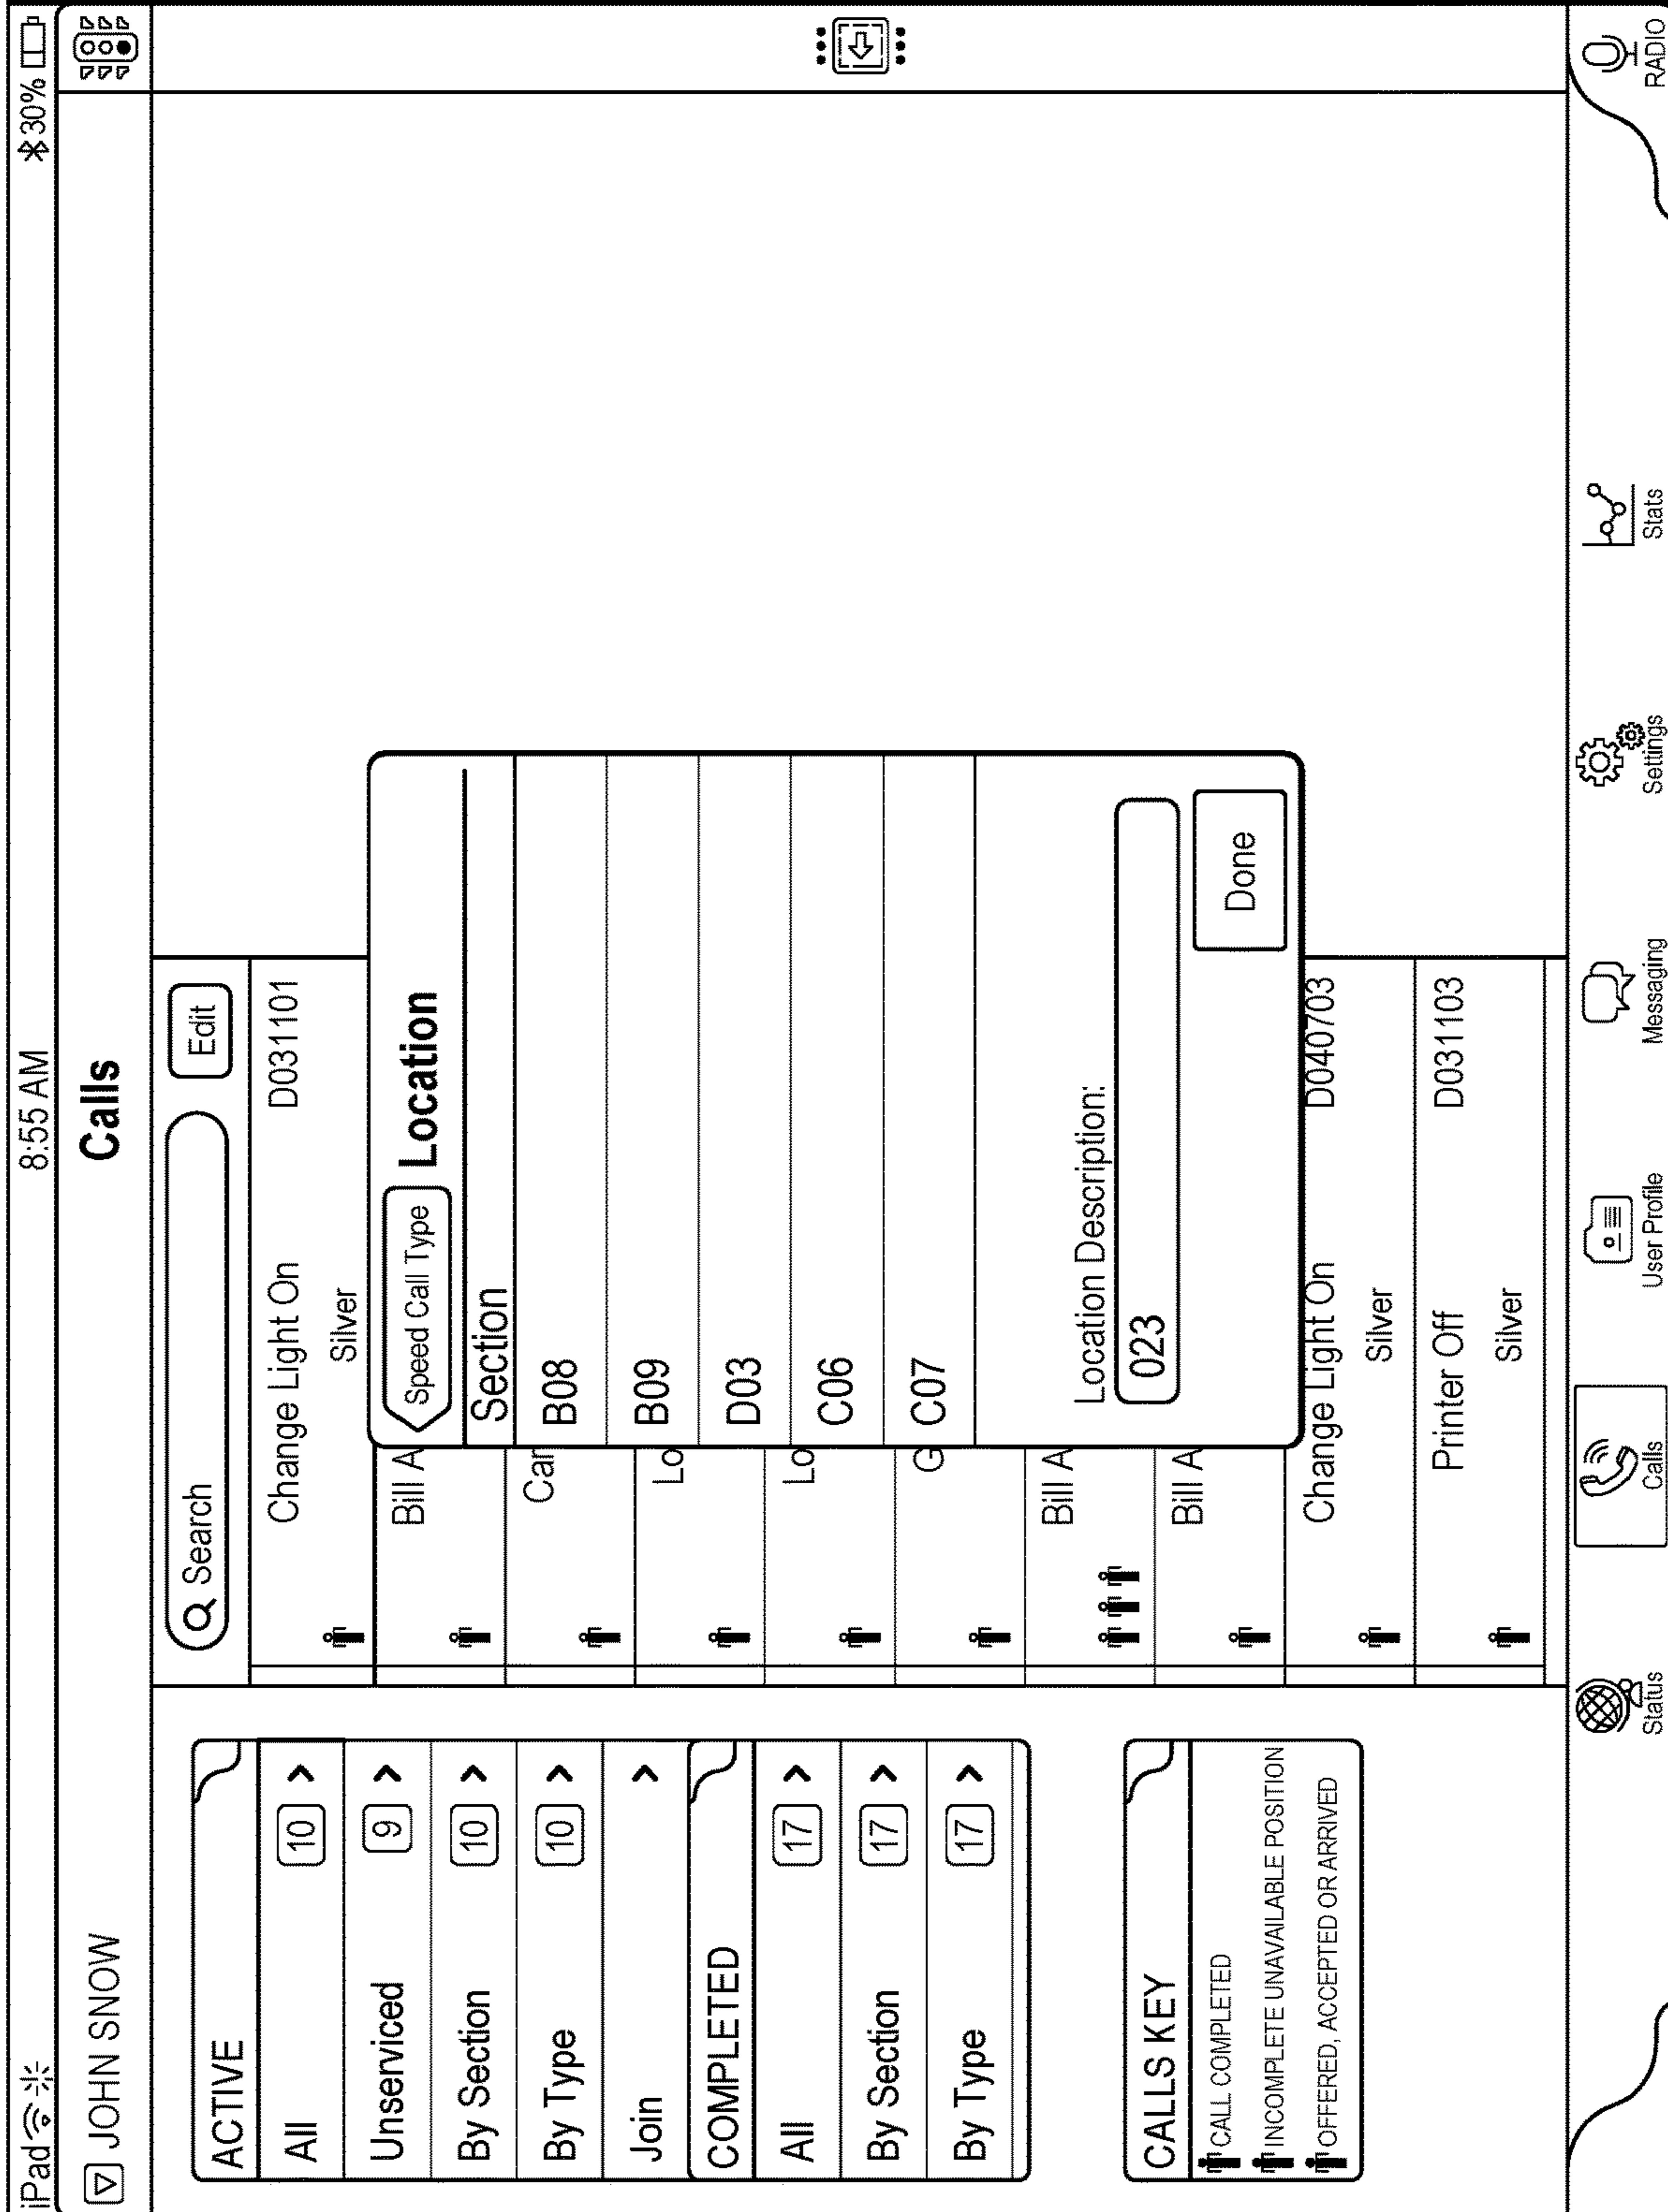 iPad 8:55 AM 30%
JOHN SNOW Calls
ACTIVE
All 10 >
Unserviced 9 >
By Section 10 >
By Type 10 >
Join >
COMPLETED
All 17 >
By Section 17 >
By Type 17 >
CALLS KEY
CALL COMPLETED
INCOMPLETE UNAVAILABLE POSITION
OFFERED, ACCEPTED OR ARRIVED
Search Edit
Change Light On D031101
Silver
Bill A
Car
Lo
Lo
G
Bill A
Bill A
Change Light On D040703
Silver
Printer Off D031103
Silver
Speed Call Type Location
Section
B08
B09
D03
C06
C07
Location Description:
023
Done
Status Calls User Profile Messaging Settings Stats RADIO